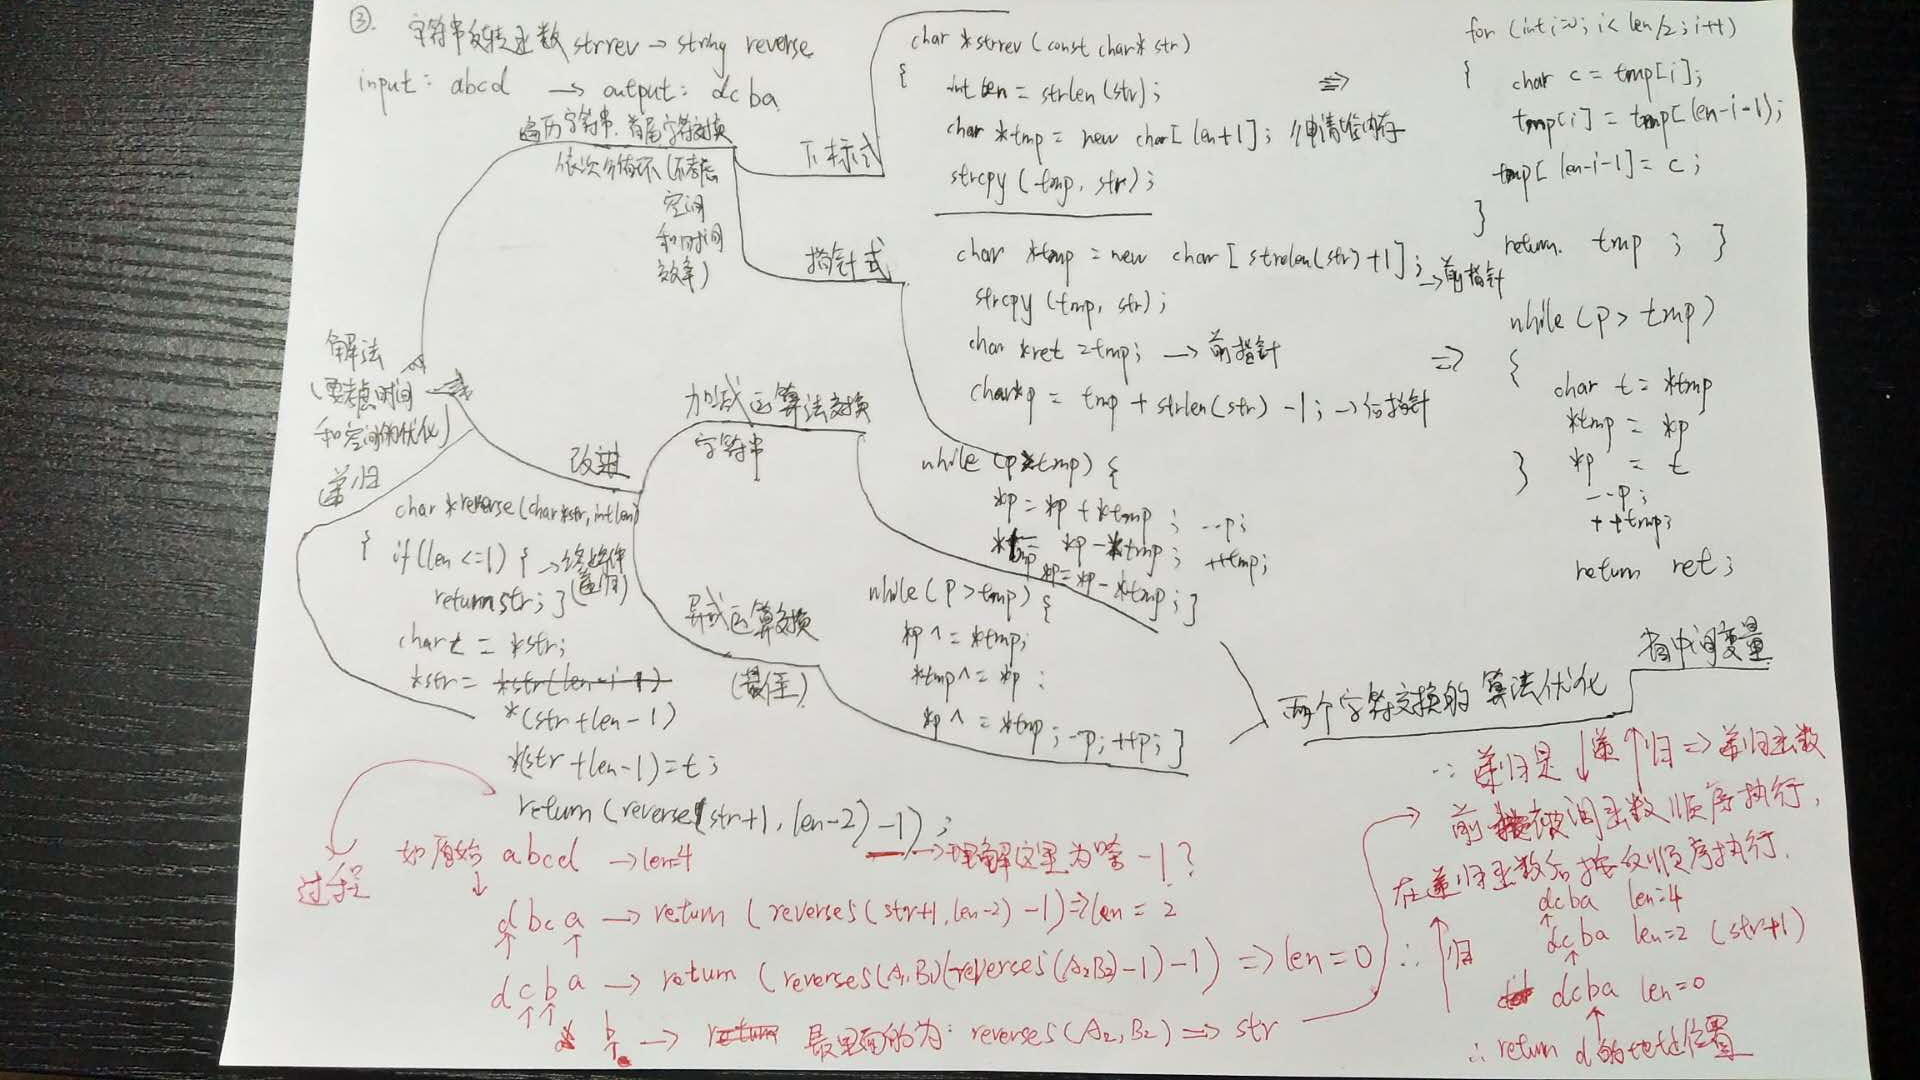 ③. 字符串反转函数 strrev → string reverse
input: abcd → output: dcba
遍历字符串,首尾字符交换
依次分循环(不考虑
空间
和时间
效率)
下标式
char *strrev (const char* str)
{
int len = strlen(str);
char *tmp = new char[len+1]; //申请堆内存
strcpy(tmp, str);
=>
for (int i=0; i< len/2; i++)
{ char c = tmp[i];
tmp[i] = tmp[(len-i-1);
tmp[len-i-1] = c;
}
return. tmp ; }
指针式
char *tmp = new char[strlen(str)+1]; → 前指针
strcpy(tmp, str);
char *ret = tmp; → 前指针
char*p = tmp + strlen(str) -1; → 后指针
=>
while (p > tmp)
{
char t = *tmp
*tmp = *p
} *p = t
--p;
++tmp;
return ret;
解法
(要考虑时间
和空间的优化)
改进
加减运算法交换
字符串
while (p>tmp) {
*p = *p + *tmp ; --p;
*tmp = *p - *tmp ; ++tmp;
*p = *p - *tmp ; }
异或运算交换
(最佳)
while (p > tmp) {
*p ^= *tmp;
*tmp ^= *p ;
*p ^= *tmp ; --p; ++p; }
两个字符交换的算法优化
省中间变量
递归
char *reverse(char *str, int len)
{ if (len <=1) { → 终止条件
return str; } (递归)
char t = *str;
*str = *str(len-i-1)
*(str+len-1)
*(str+len-1) = t;
return (reverse(str+1, len-2) -1) ;
→ 理解这里为啥 -1?
过程
如原始 abcd → len=4
↓
dbca → return (reverses(str+1, len-2) -1) => len = 2
dcba → return (reverses(A1,B1)(reverses(A2B2)-1)-1) => len=0
b → return 最里面的为: reverses(A2,B2) => str
∵ 递归是↓递↑归 => 递归函数
前被调函数顺序执行,
在递归函数后按反顺序执行.
dcba len=4
dcba len=2 (str+1)
∴ 归
dcba len=0
∴ return d的位置